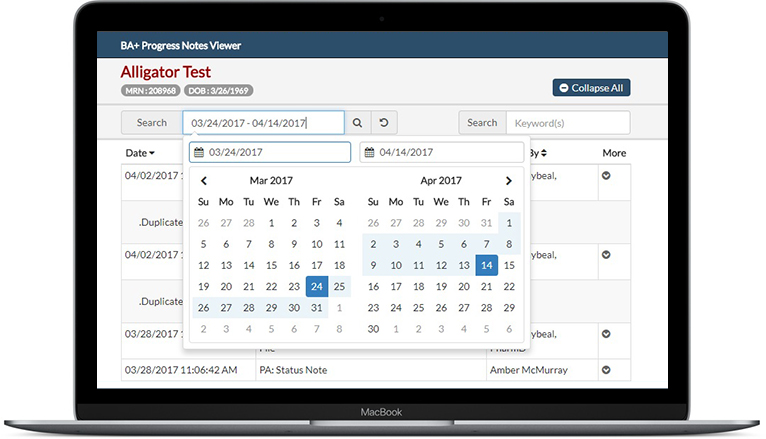 BA+ Progress Notes Viewer
Alligator Test
MRN : 208968 DOB : 3/26/1969
Collapse All
Search 03/24/2017 - 04/14/2017 Search Keyword(s)
03/24/2017 04/14/2017
Date By More
Mar 2017 Apr 2017
04/02/2017
Su Mo Tu We Th Fr Sa Su Mo Tu We Th Fr Sa
26 27 28 1 2 3 4 26 27 28 29 30 31 1
.Duplicate
5 6 7 8 9 10 11 2 3 4 5 6 7 8
04/02/2017
12 13 14 15 16 17 18 9 10 11 12 13 14 15
19 20 21 22 23 24 25 16 17 18 19 20 21 22
.Duplicate
26 27 28 29 30 31 1 23 24 25 26 27 28 29
2 3 4 5 6 7 8 30 1 2 3 4 5 6
03/28/2017
03/28/2017 11:06:42 AM PA: Status Note Amber McMurray
MacBook